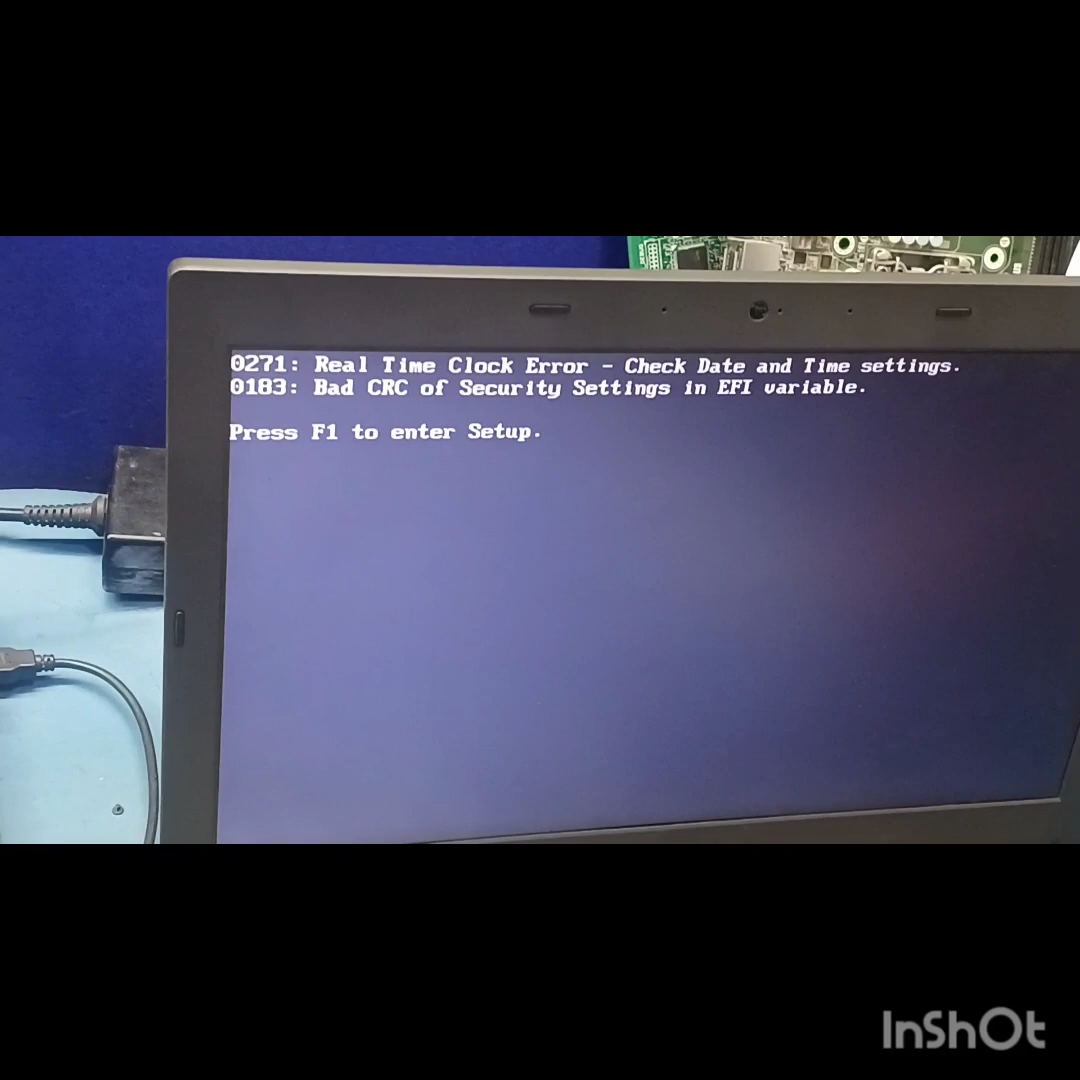 0271: Real Time Clock Error - Check Date and Time settings.
0183: Bad CRC of Security Settings in EFI variable.
Press F1 to enter Setup.
InShOt